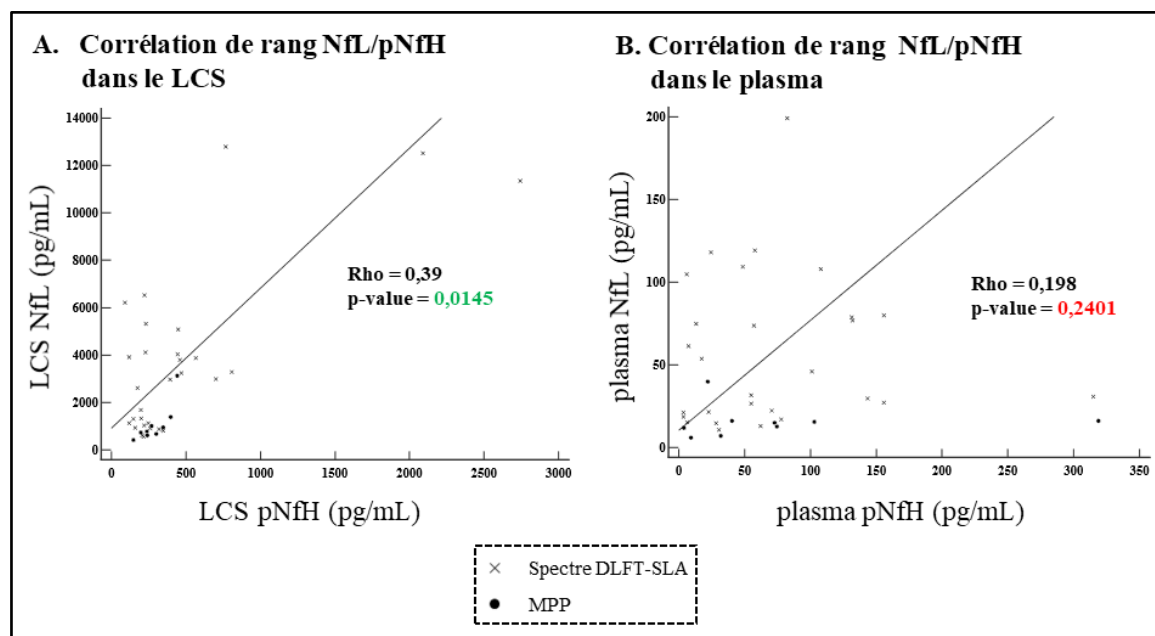 A. Corrélation de rang NfL/pNfH
dans le LCS
14000
12000
10000
8000
6000
4000
2000
0
LCS NfL (pg/mL)
Rho = 0,39
p-value = 0,0145
0 500 1000 1500 2000 2500 3000
LCS pNfH (pg/mL)
B. Corrélation de rang NfL/pNfH
dans le plasma
200
150
100
50
0
plasma NfL (pg/mL)
Rho = 0,198
p-value = 0,2401
0 50 100 150 200 250 300 350
plasma pNfH (pg/mL)
Spectre DLFT-SLA
MPP